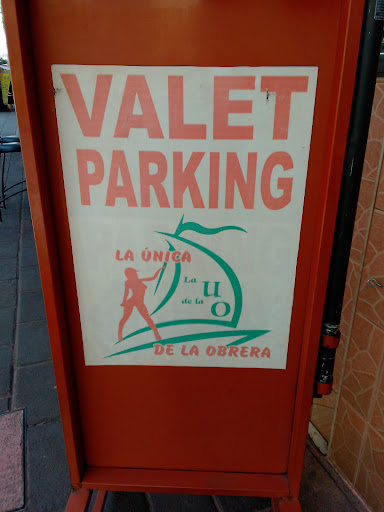 VALET
PARKING
LA ÚNICA
La U
de la O
DE LA OBRERA